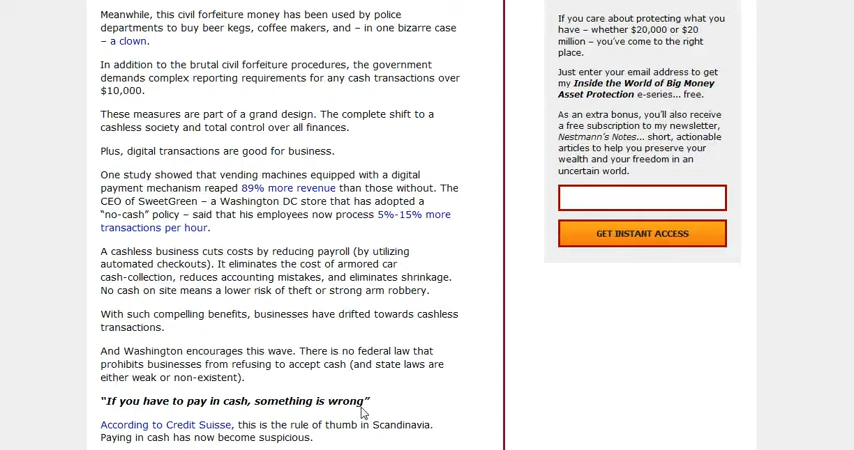 Meanwhile, this civil forfeiture money has been used by police
departments to buy beer kegs, coffee makers, and – in one bizarre case
– a clown.
In addition to the brutal civil forfeiture procedures, the government
demands complex reporting requirements for any cash transactions over
$10,000.
These measures are part of a grand design. The complete shift to a
cashless society and total control over all finances.
Plus, digital transactions are good for business.
One study showed that vending machines equipped with a digital
payment mechanism reaped 89% more revenue than those without. The
CEO of SweetGreen – a Washington DC store that has adopted a
“no-cash” policy – said that his employees now process 5%-15% more
transactions per hour.
A cashless business cuts costs by reducing payroll (by utilizing
automated checkouts). It eliminates the cost of armored car
cash-collection, reduces accounting mistakes, and eliminates shrinkage.
No cash on site means a lower risk of theft or strong arm robbery.
With such compelling benefits, businesses have drifted towards cashless
transactions.
And Washington encourages this wave. There is no federal law that
prohibits businesses from refusing to accept cash (and state laws are
either weak or non-existent).
“If you have to pay in cash, something is wrong”
According to Credit Suisse, this is the rule of thumb in Scandinavia.
Paying in cash has now become suspicious.
If you care about protecting what you
have – whether $20,000 or $20
million – you’ve come to the right
place.
Just enter your email address to get
my Inside the World of Big Money
Asset Protection e-series... free.
As an extra bonus, you’ll also receive
a free subscription to my newsletter,
Nestmann’s Notes... short, actionable
articles to help you preserve your
wealth and your freedom in an
uncertain world.
GET INSTANT ACCESS